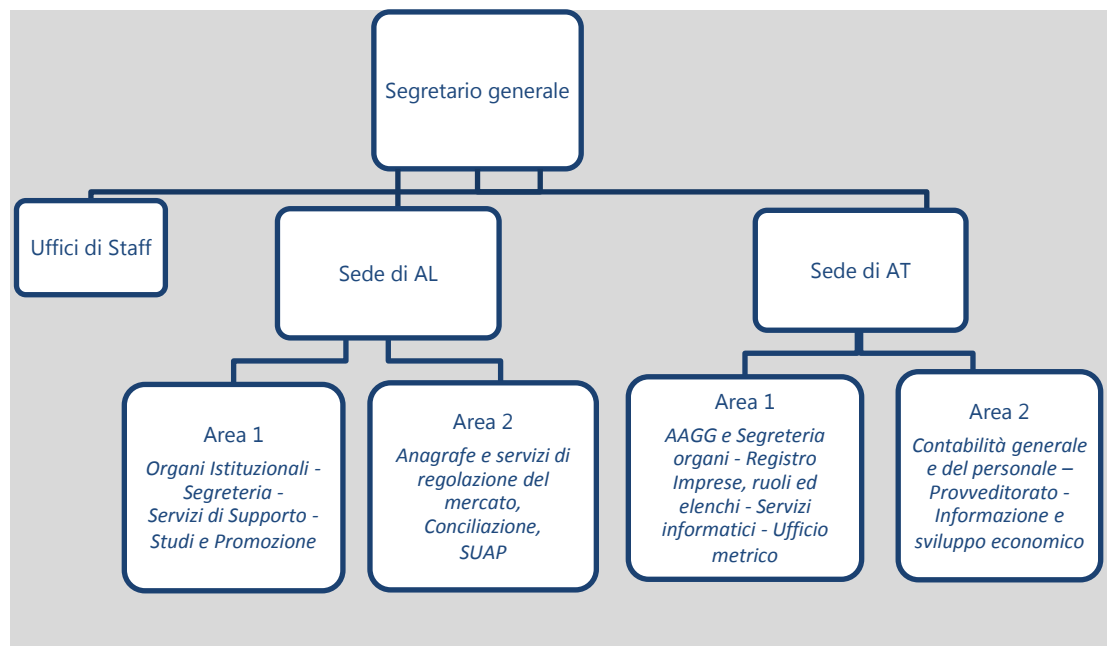 Segretario generale
Uffici di Staff
Sede di AL
Sede di AT
Area 1
Organi Istituzionali -
Segreteria -
Servizi di Supporto -
Studi e Promozione
Area 2
Anagrafe e servizi di
regolazione del
mercato,
Conciliazione,
SUAP
Area 1
AAGG e Segreteria
organi - Registro
Imprese, ruoli ed
elenchi - Servizi
informatici - Ufficio
metrico
Area 2
Contabilità generale
e del personale –
Provveditorato -
Informazione e
sviluppo economico